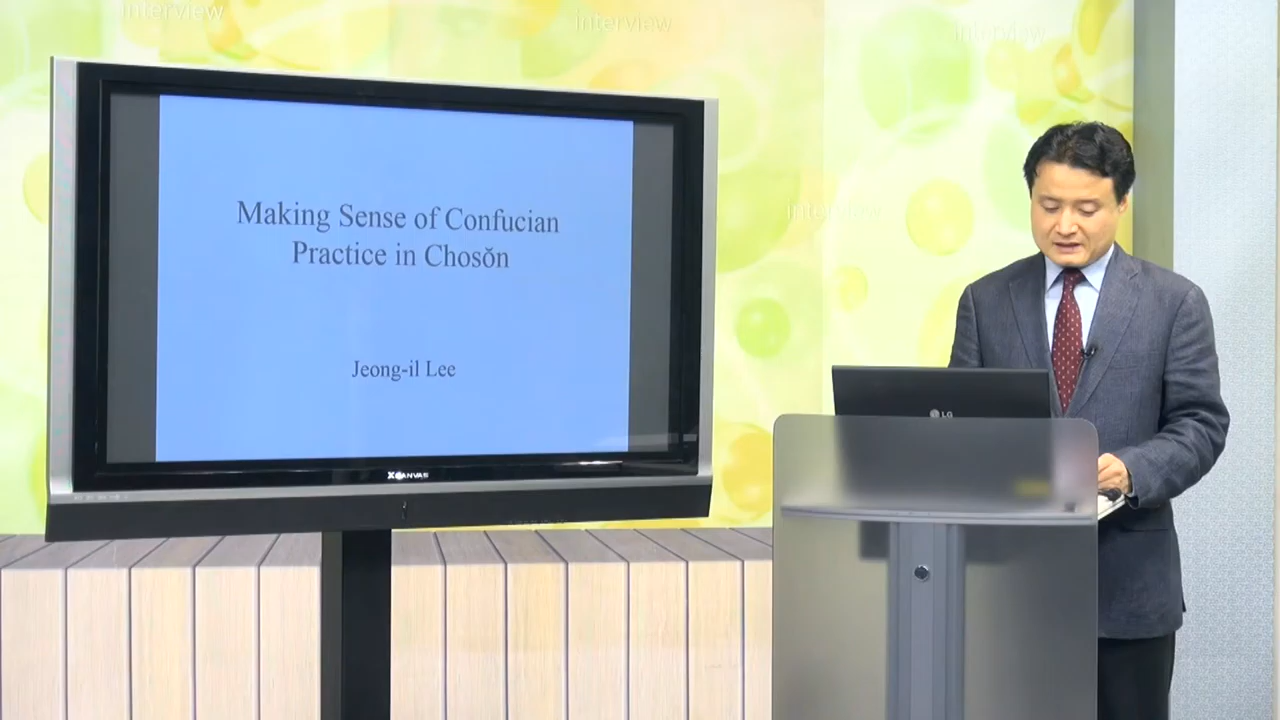 interview
interview
interview
interview
Making Sense of Confucian
Practice in Chosŏn
Jeong-il Lee
XCANVAS
LG